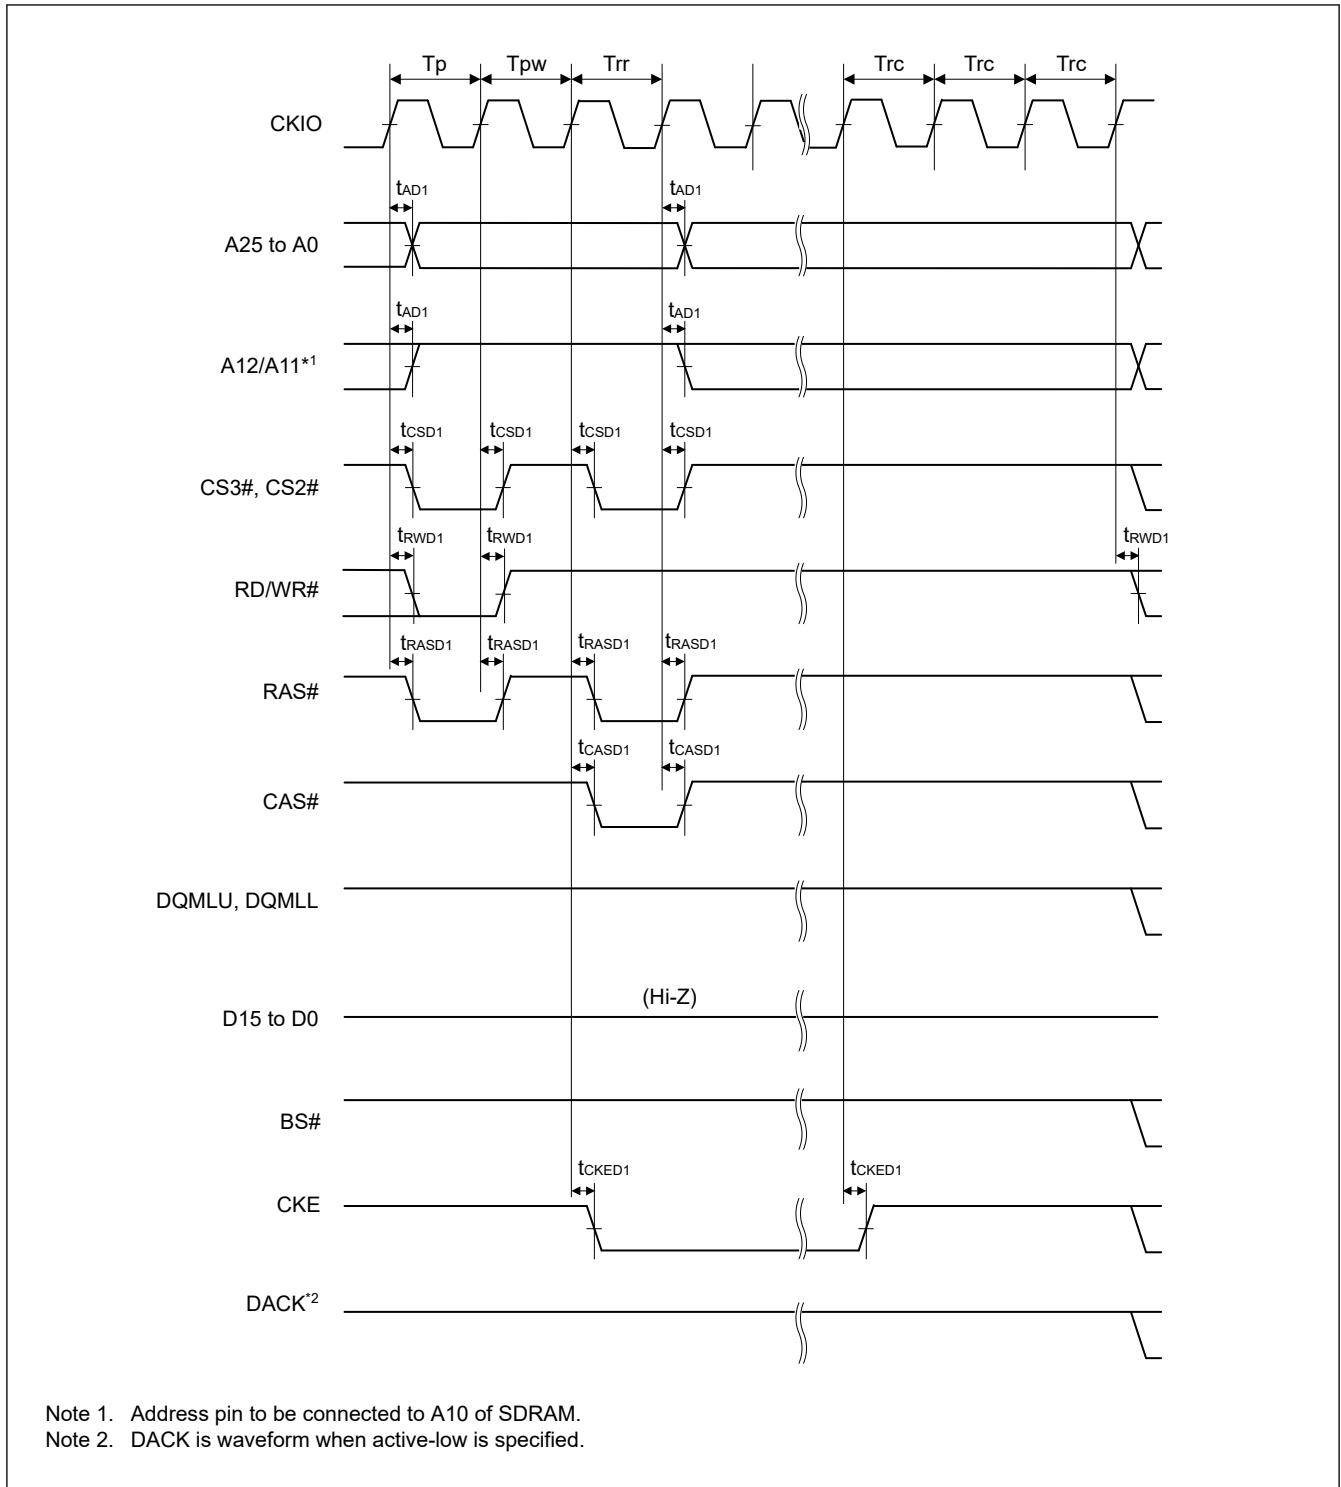 Tp Tpw Trr Trc Trc Trc
CKIO
tAD1 tAD1
A25 to A0
tAD1 tAD1
A12/A11*1
tCSD1 tCSD1 tCSD1 tCSD1
CS3#, CS2#
tRWD1 tRWD1 tRWD1
RD/WR#
tRASD1 tRASD1 tRASD1 tRASD1
RAS#
tCASD1 tCASD1
CAS#
DQMLU, DQMLL
(Hi-Z)
D15 to D0
BS#
tCKED1 tCKED1
CKE
DACK*2
Note 1. Address pin to be connected to A10 of SDRAM.
Note 2. DACK is waveform when active-low is specified.